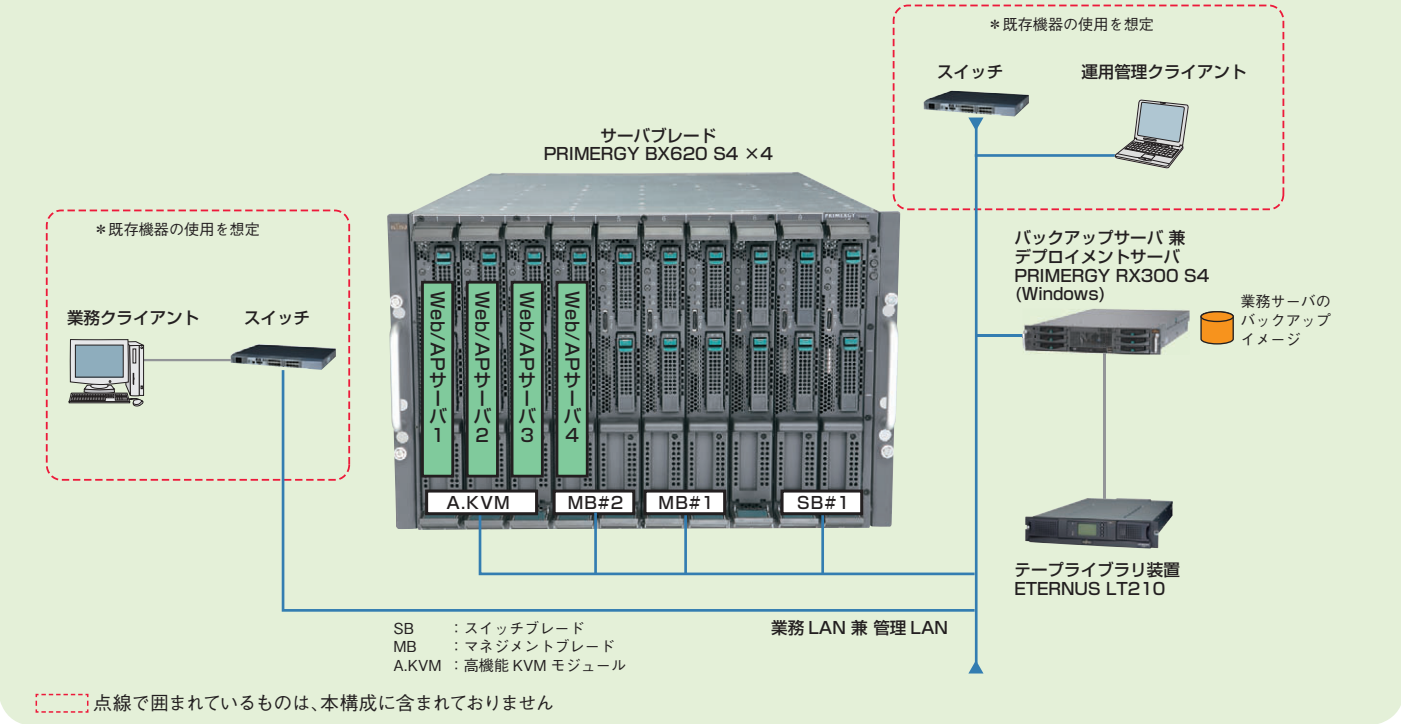 ＊既存機器の使用を想定
スイッチ
運用管理クライアント
サーバブレード
PRIMERGY BX620 S4 ×4
＊既存機器の使用を想定
業務クライアント
スイッチ
1 2 3 4 5 6 7 8 9
PRIMERGY
Web/APサーバ1
Web/APサーバ2
Web/APサーバ3
Web/APサーバ4
A.KVM
MB#2
MB#1
SB#1
バックアップサーバ 兼
デプロイメントサーバ
PRIMERGY RX300 S4
(Windows)
業務サーバの
バックアップ
イメージ
テープライブラリ装置
ETERNUS LT210
業務 LAN 兼 管理 LAN
SB ：スイッチブレード
MB ：マネジメントブレード
A.KVM ：高機能 KVM モジュール
点線で囲まれているものは、本構成に含まれておりません